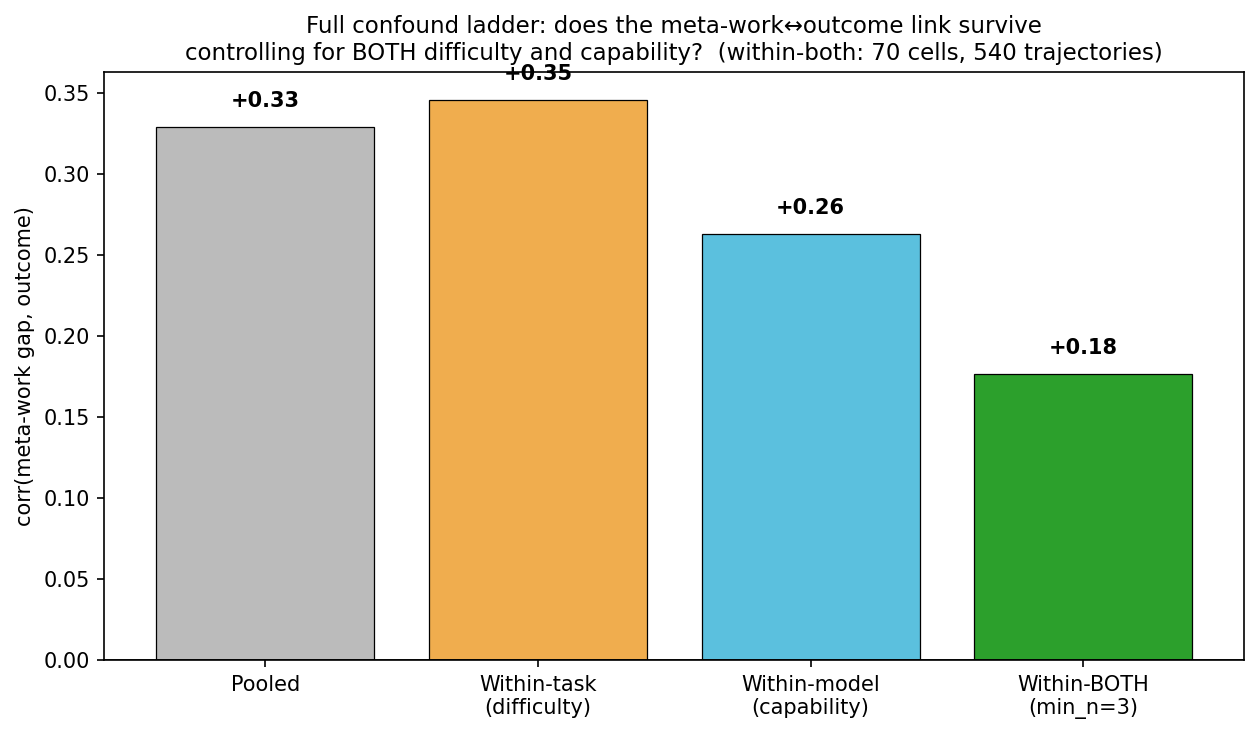 Full confound ladder: does the meta-work↔outcome link survive
controlling for BOTH difficulty and capability?  (within-both: 70 cells, 540 trajectories)
corr(meta-work gap, outcome)
0.35
0.30
0.25
0.20
0.15
0.10
0.05
0.00
+0.33
+0.35
+0.26
+0.18
Pooled
Within-task
(difficulty)
Within-model
(capability)
Within-BOTH
(min_n=3)